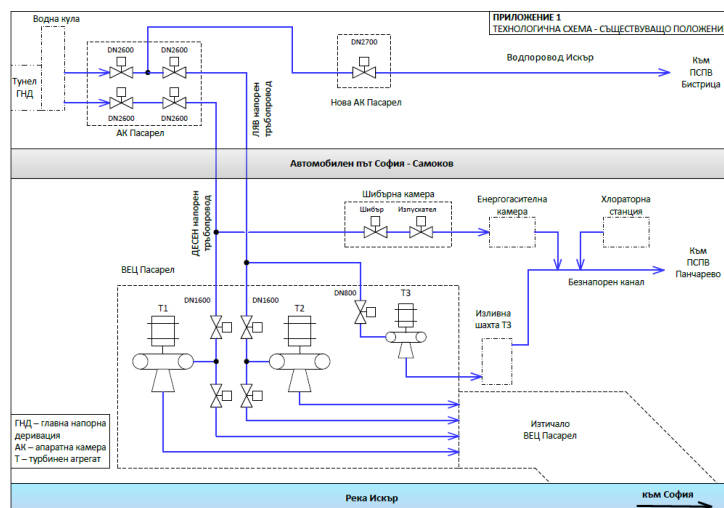 ПРИЛОЖЕНИЕ 1
ТЕХНОЛОГИЧНА СХЕМА - СЪЩЕСТВУВАЩО ПОЛОЖЕНИ
Водна кула
DN2600
DN2600
DN2700
Водпоровод Искър
Към
ПСПВ
Бистрица
Тунел
ГНД
Нова АК Пасарел
DN2600
DN2600
АК Пасарел
ЛЯВ напорен
тръбопровод
Автомобилен път София - Самоков
ДЕСЕН напорен
тръбопровод
Шибърна камера
Шибър
Изпускател
Енергогасителна
камера
Хлораторна
станция
Към
ПСПВ
Панчарево
Безнапорен канал
ВЕЦ Пасарел
DN1600
DN1600
DN800
Т1
Т2
Т3
Изливна
шахта Т3
ГНД – главна напорна
деривация
АК – апаратна камера
Т – турбинен агрегат
Изтичало
ВЕЦ Пасарел
Река Искър
към София